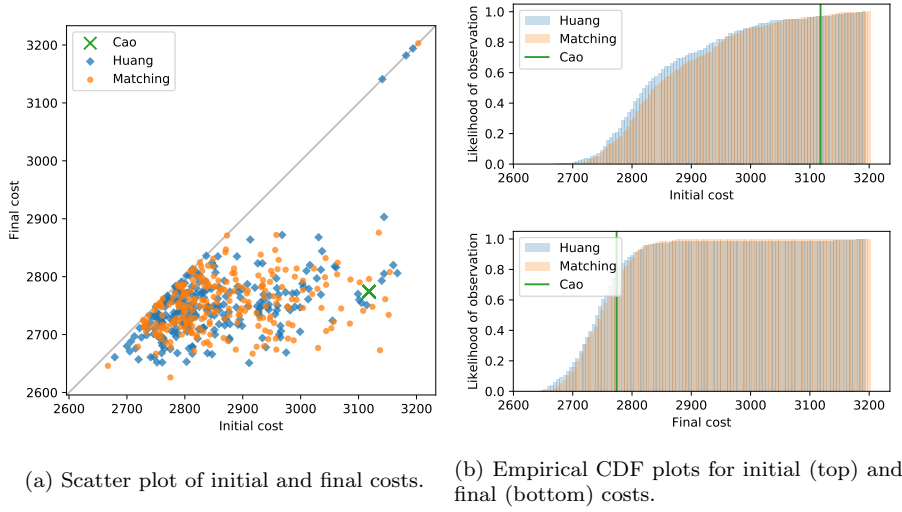 3200
3100
3000
2900
2800
2700
2600
Final cost
Cao
Huang
Matching
2600 2700 2800 2900 3000 3100 3200
Initial cost
(a) Scatter plot of initial and final costs.
1.0
0.8
0.6
0.4
0.2
0.0
Likelihood of observation
Huang
Matching
Cao
2600 2700 2800 2900 3000 3100 3200
Initial cost
1.0
0.8
0.6
0.4
0.2
0.0
Likelihood of observation
Huang
Matching
Cao
2600 2700 2800 2900 3000 3100 3200
Final cost
(b) Empirical CDF plots for initial (top) and
final (bottom) costs.